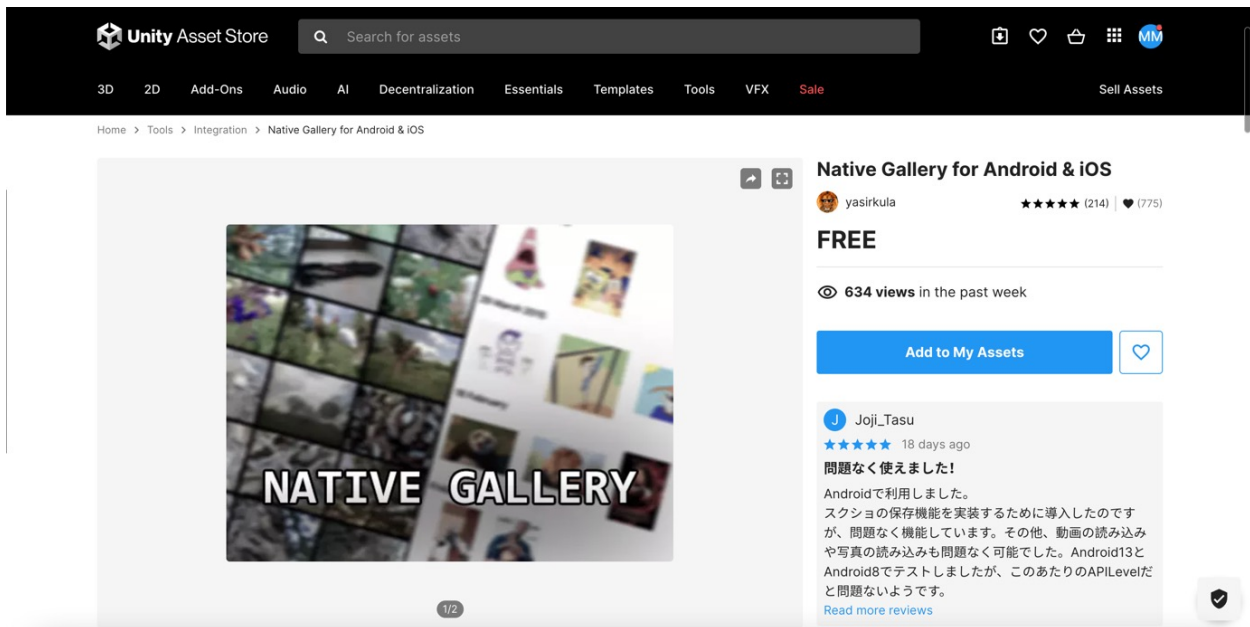 Unity Asset Store
Search for assets
MM
3D 2D Add-Ons Audio AI Decentralization Essentials Templates Tools VFX Sale Sell Assets
Home > Tools > Integration > Native Gallery for Android & iOS
Native Gallery for Android & iOS
yasirkula ★★★★★ (214) | ♥ (775)
FREE
634 views in the past week
Add to My Assets
NATIVE GALLERY
1/2
J Joji_Tasu
★★★★★ 18 days ago
問題なく使えました!
Androidで利用しました。
スクショの保存機能を実装するために導入したのです
が、問題なく機能しています。その他、動画の読み込み
や写真の読み込みも問題なく可能でした。Android13と
Android8でテストしましたが、このあたりのAPILevelだ
と問題ないようです。
Read more reviews